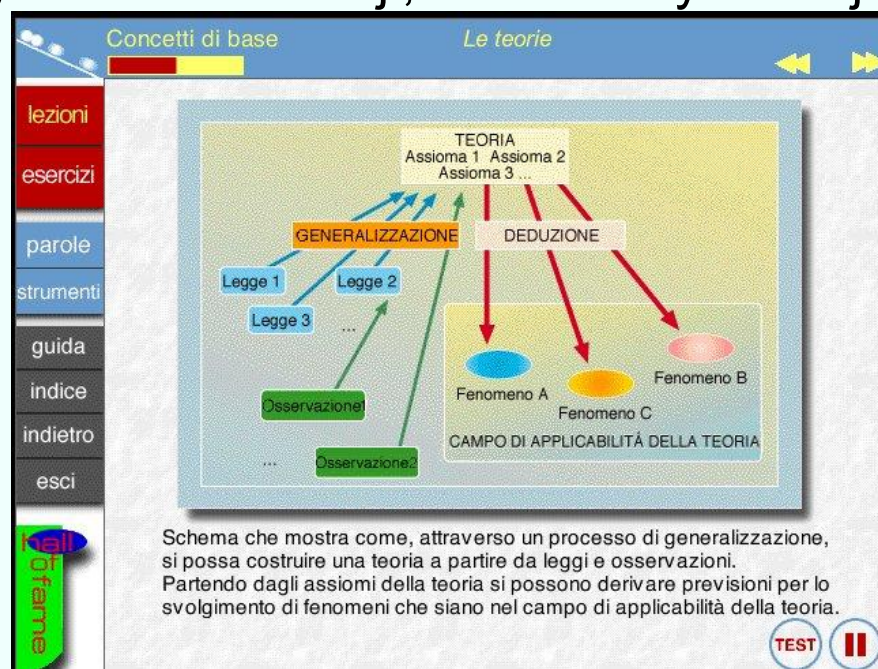 Concetti di base
Le teorie
lezioni
esercizi
parole
strumenti
guida
indice
indietro
esci
hall
of
fame
TEORIA
Assioma 1 Assioma 2
Assioma 3 ...
GENERALIZZAZIONE
DEDUZIONE
Legge 1
Legge 2
Legge 3
...
Osservazione1
...
Osservazione2
Fenomeno A
Fenomeno C
Fenomeno B
CAMPO DI APPLICABILITÁ DELLA TEORIA
Schema che mostra come, attraverso un processo di generalizzazione,
si possa costruire una teoria a partire da leggi e osservazioni.
Partendo dagli assiomi della teoria si possono derivare previsioni per lo
svolgimento di fenomeni che siano nel campo di applicabilità della teoria.
TEST